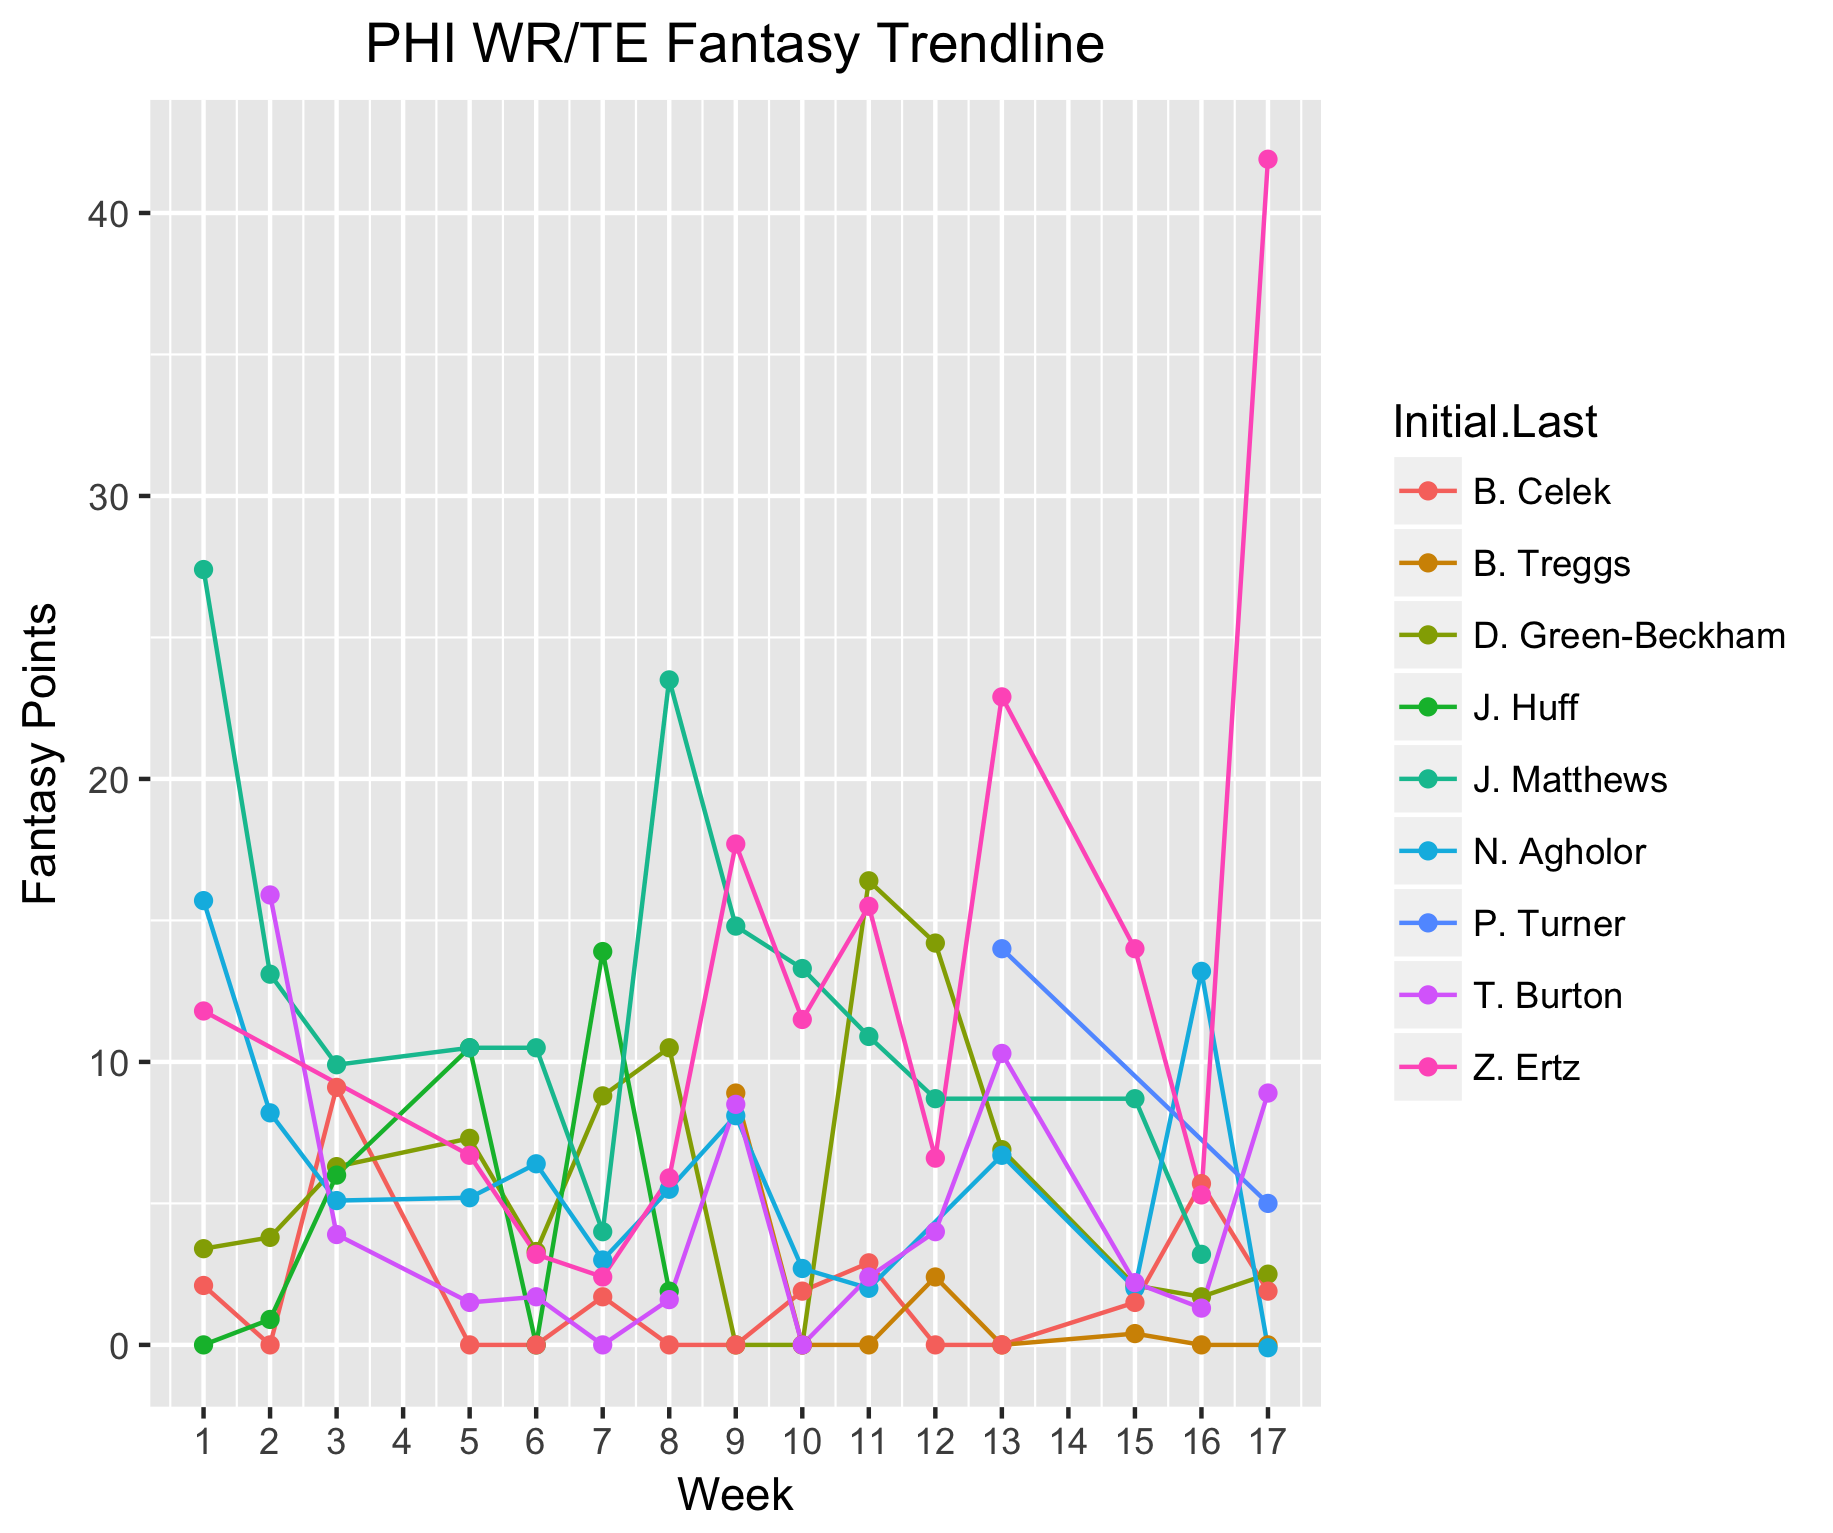 PHI WR/TE Fantasy Trendline
Fantasy Points
40
30
20
10
0
1 2 3 4 5 6 7 8 9 10 11 12 13 14 15 16 17
Week
Initial.Last
B. Celek
B. Treggs
D. Green-Beckham
J. Huff
J. Matthews
N. Agholor
P. Turner
T. Burton
Z. Ertz